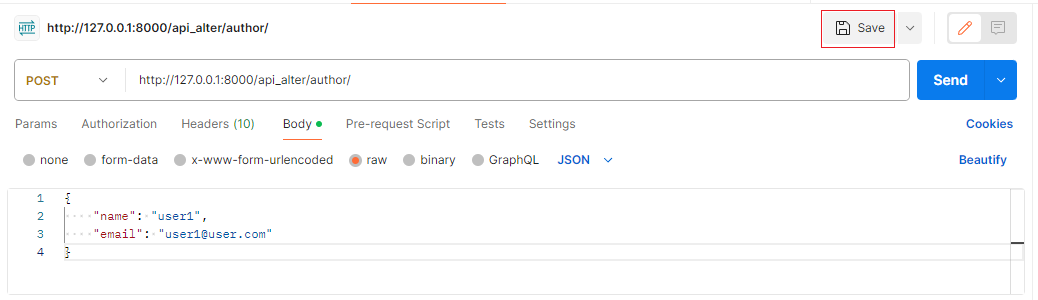 HTTP http://127.0.0.1:8000/api_alter/author/ Save
POST http://127.0.0.1:8000/api_alter/author/ Send
Params Authorization Headers (10) Body Pre-request Script Tests Settings Cookies
none form-data x-www-form-urlencoded raw binary GraphQL JSON Beautify
1 {
2 "name": "user1",
3 "email": "user1@user.com"
4 }